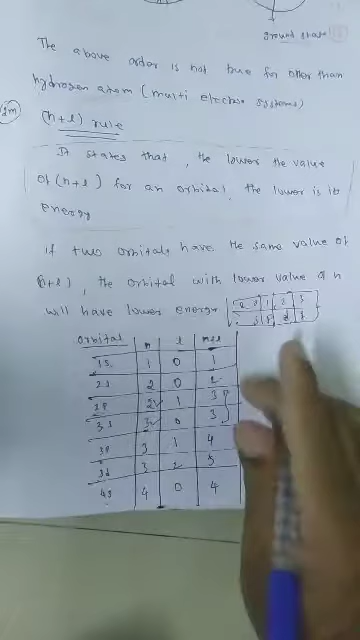 ground state
The above order is not true for other than
hydrogen atom (multi electron systems)
1m
(n+l) rule
It states that, the lower the value
of (n+l) for an orbital, the lower is its
energy
if two orbitals have the same value of
(n+l), the orbital with lower value of n
will have lower energy
orbital n l n+l
1s 1 0 1
2s 2 0 2
2p 2 1 3
3s 3 0 3
3p 3 1 4
3d 3 2 5
4s 4 0 4